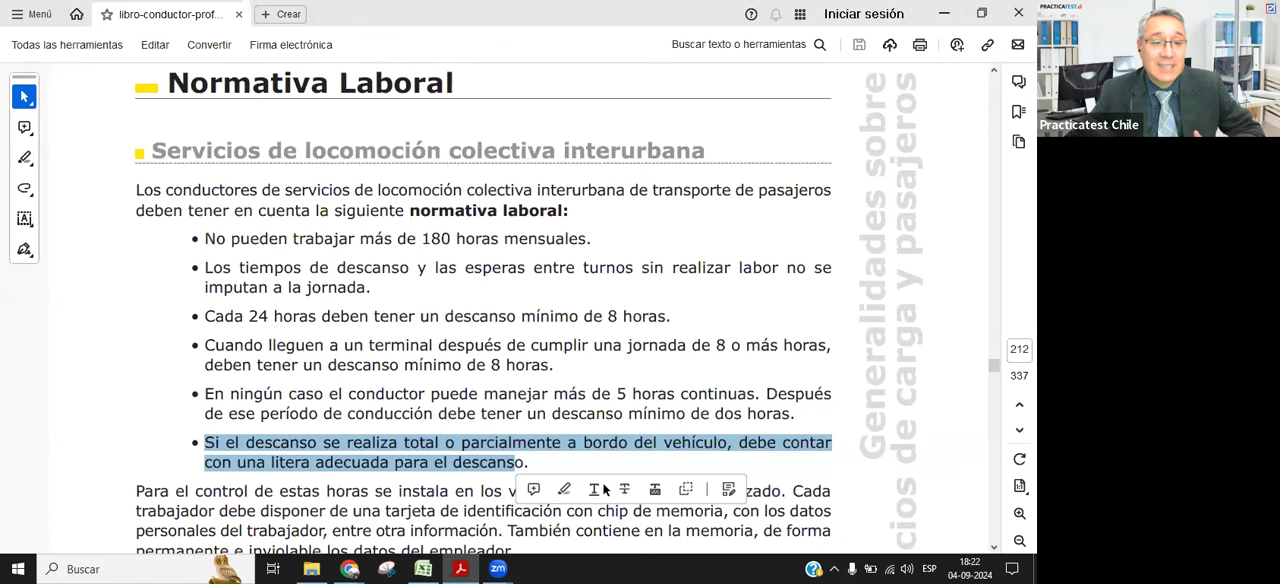 Menú
libro-conductor-prof...
Crear
Iniciar sesión
Todas las herramientas
Editar
Convertir
Firma electrónica
Buscar texto o herramientas
PRACTICATEST.cl
Practicatest Chile
Normativa Laboral
Servicios de locomoción colectiva interurbana
Los conductores de servicios de locomoción colectiva interurbana de transporte de pasajeros
deben tener en cuenta la siguiente normativa laboral:
• No pueden trabajar más de 180 horas mensuales.
• Los tiempos de descanso y las esperas entre turnos sin realizar labor no se
imputan a la jornada.
• Cada 24 horas deben tener un descanso mínimo de 8 horas.
• Cuando lleguen a un terminal después de cumplir una jornada de 8 o más horas,
deben tener un descanso mínimo de 8 horas.
• En ningún caso el conductor puede manejar más de 5 horas continuas. Después
de ese período de conducción debe tener un descanso mínimo de dos horas.
• Si el descanso se realiza total o parcialmente a bordo del vehículo, debe contar
con una litera adecuada para el descanso.
Para el control de estas horas se instala en los v zado. Cada
trabajador debe disponer de una tarjeta de identificación con chip de memoria, con los datos
personales del trabajador, entre otra información. También contiene en la memoria, de forma
permanente e inviolable los datos del empleador.
Generalidades sobre
cios de carga y pasajeros
212
337
Buscar
ESP
18:22
04-09-2024